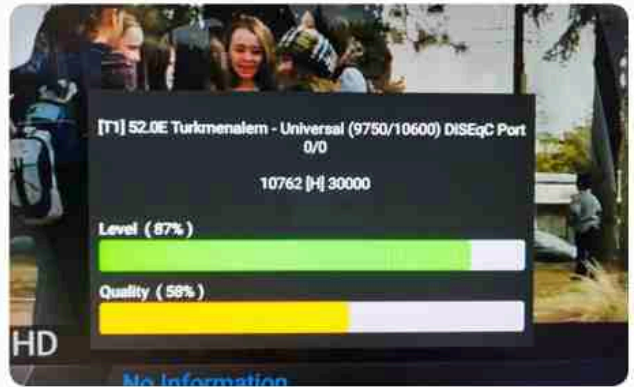 [T1] 52.0E Turkmenalem - Universal (9750/10600) DiSEqC Port
0/0
10762 [H] 30000
Level ( 87% )
Quality ( 58% )
HD
No Information